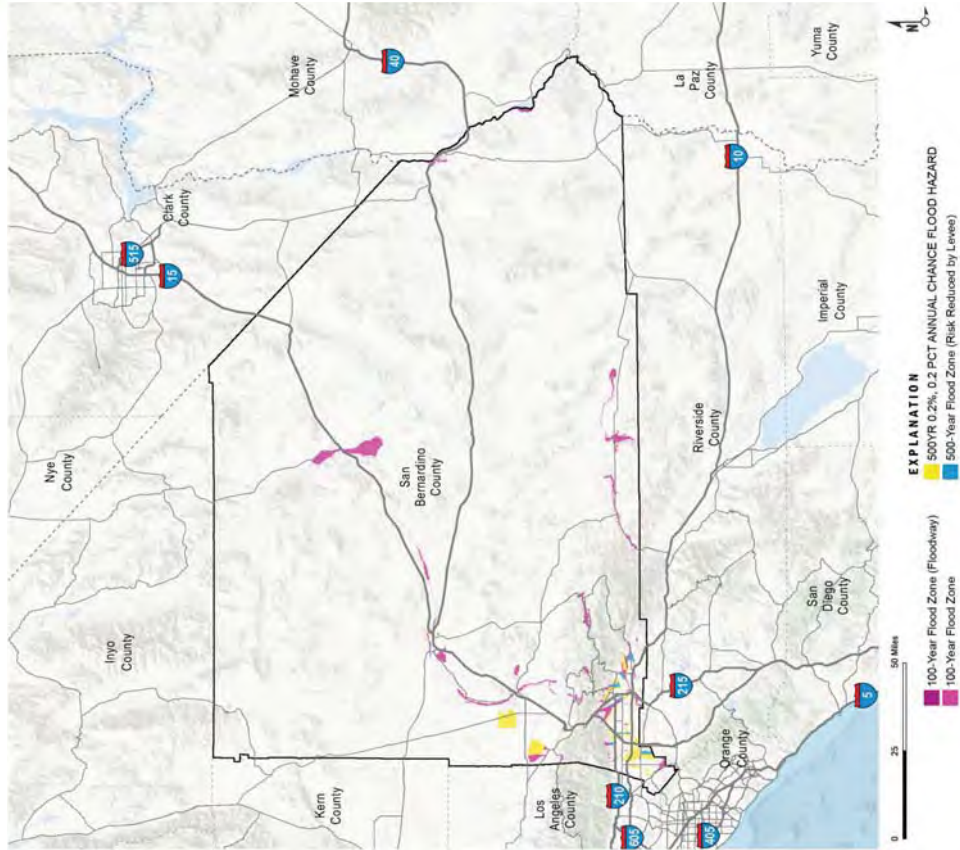 Nye
County
515
Clark
County
15
Inyo
County
Mohave
County
40
Kern
County
San
Bernardino
County
Los
Angeles
County
210
605
La
Paz
County
215
Riverside
County
10
405
Orange
County
Yuma
County
San
Diego
County
Imperial
County
5
0
25
50 Miles
EXPLANATION
100-Year Flood Zone (Floodway)
100-Year Flood Zone
500YR 0.2%, 0.2 PCT ANNUAL CHANCE FLOOD HAZARD
500-Year Flood Zone (Risk Reduced by Levee)
N